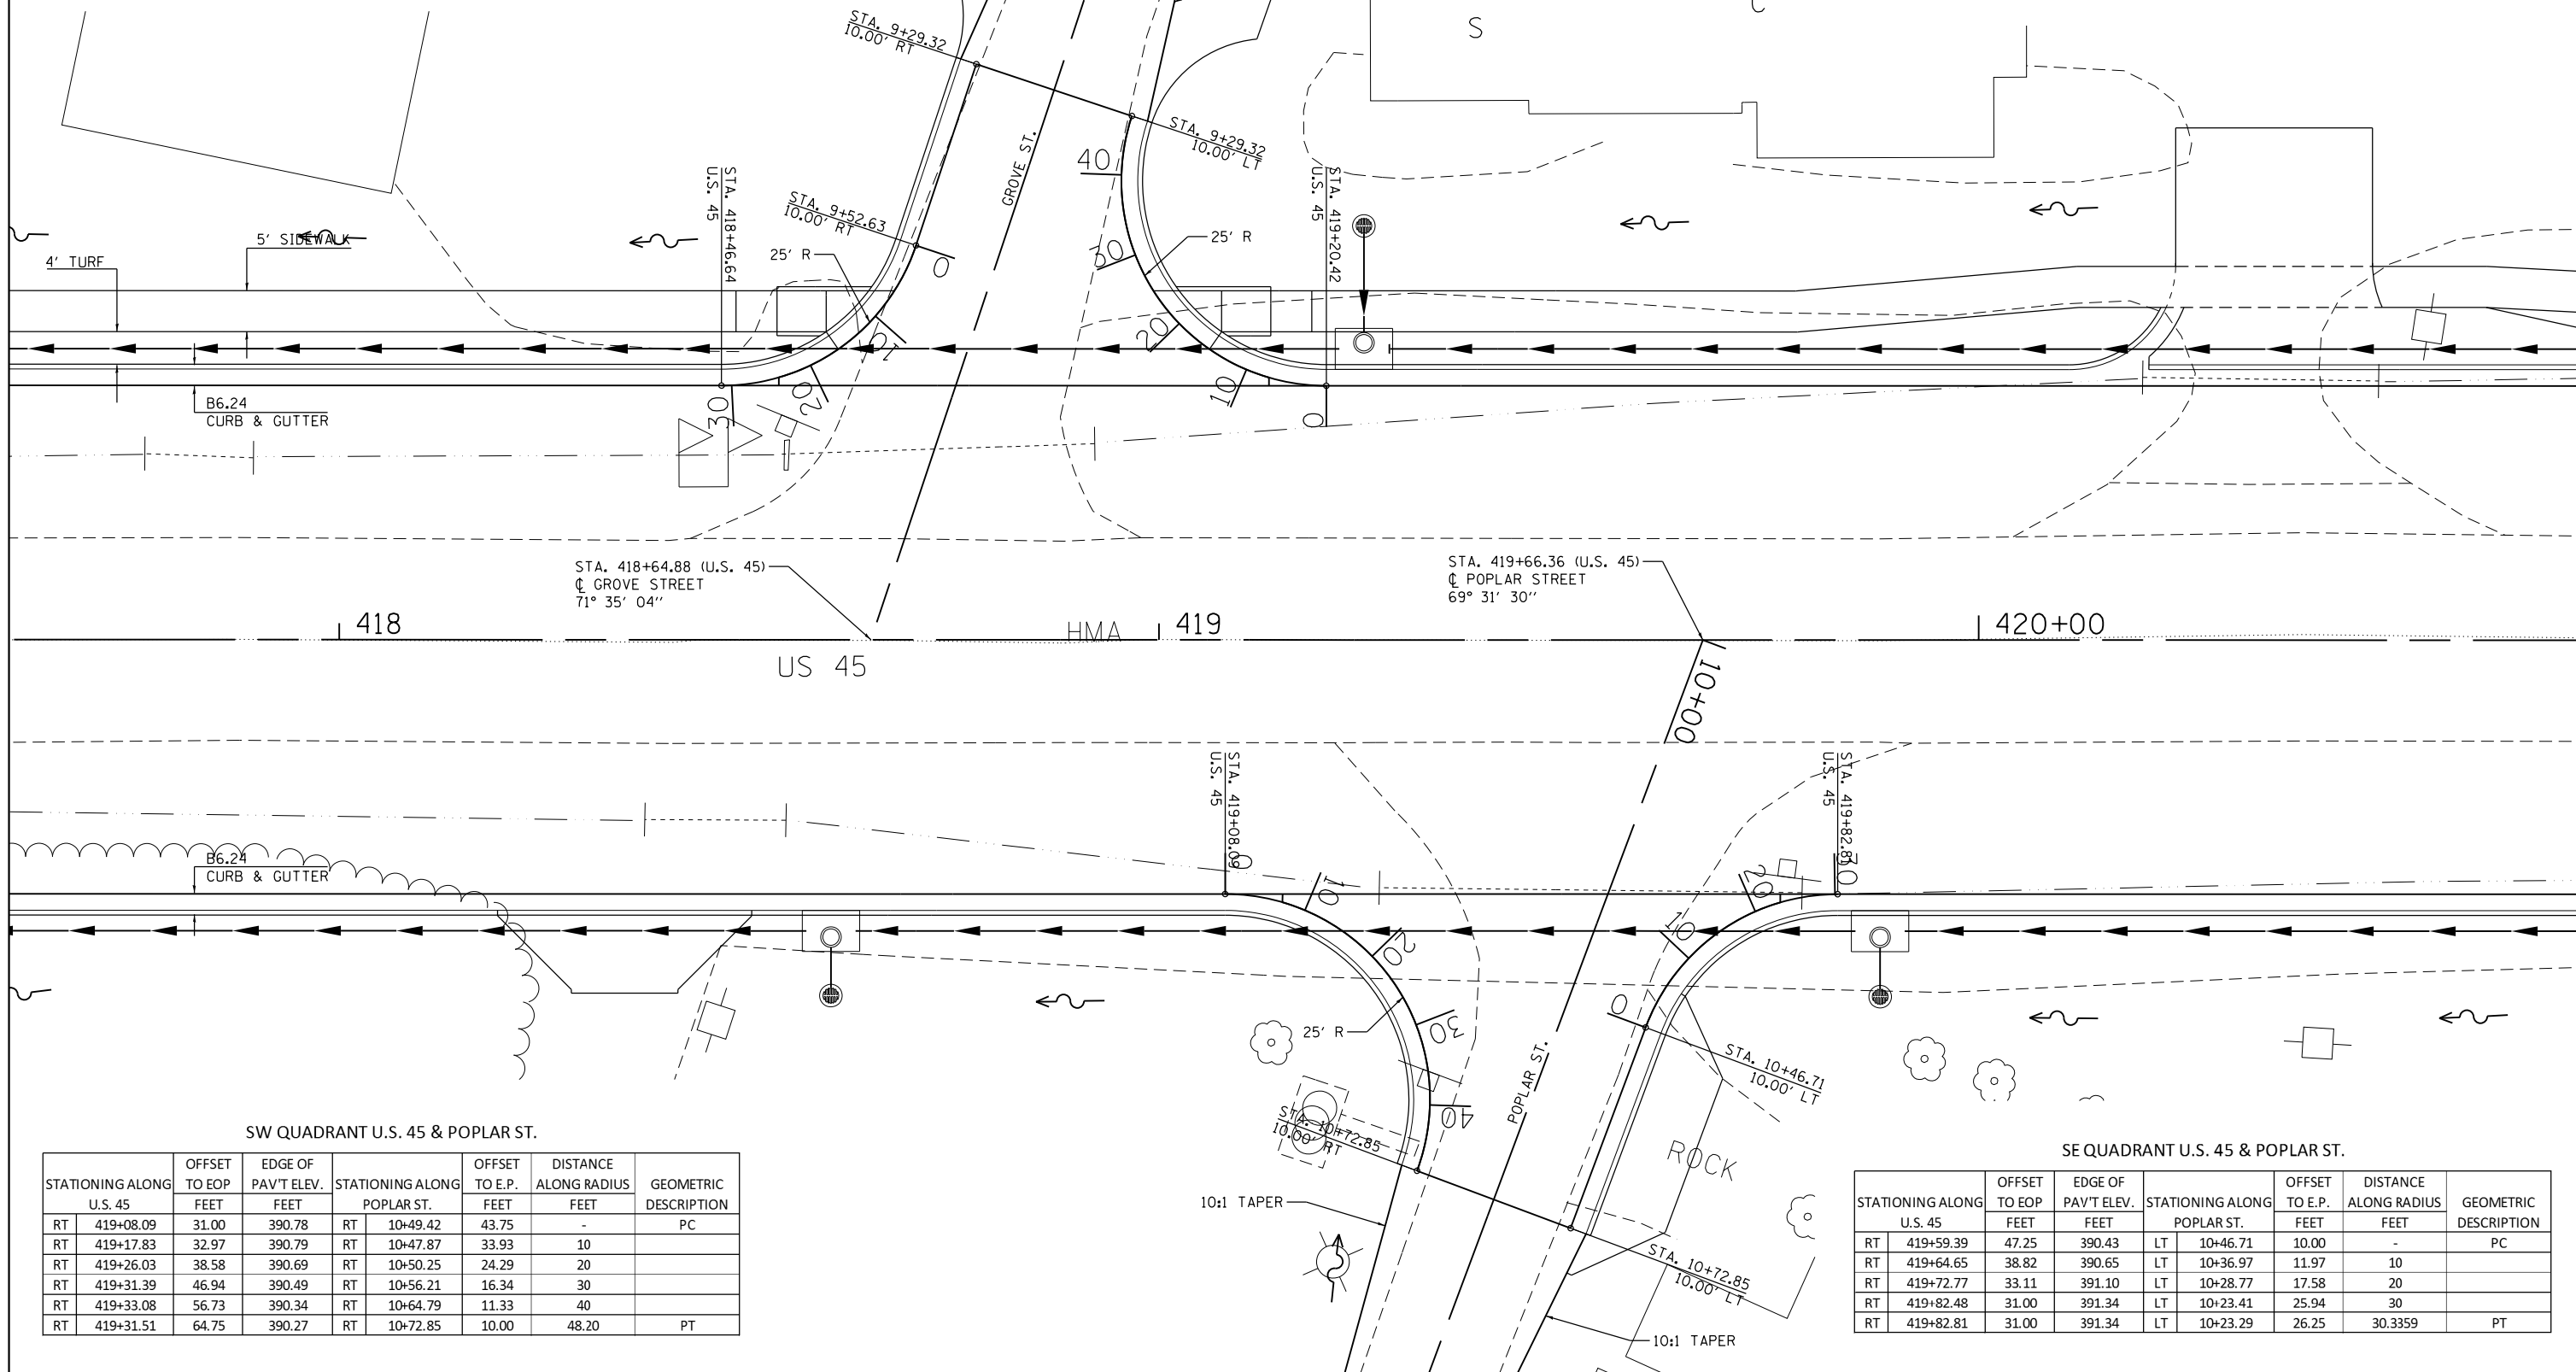 S
STA. 9+29.32
10.00' RT
STA. 9+29.32
10.00' LT
GROVE ST.
40
30
20
10
0
STA. 9+52.63
10.00' RT
25' R
25' R
STA. 418+46.64
U.S. 45
STA. 419+20.42
U.S. 45
0
10
20
30
5' SIDEWALK
4' TURF
B6.24
CURB & GUTTER
STA. 418+64.88 (U.S. 45)
℄ GROVE STREET
71° 35' 04''
STA. 419+66.36 (U.S. 45)
℄ POPLAR STREET
69° 31' 30''
418
HMA
419
420+00
US 45
10+00
STA. 419+08.09
U.S. 45
STA. 419+82.81
U.S. 45
B6.24
CURB & GUTTER
0
10
20
30
40
0
10
20
30
25' R
POPLAR ST.
STA. 10+46.71
10.00' LT
STA. 10+72.85
10.00' RT
ROCK
10:1 TAPER
STA. 10+72.85
10.00' LT
10:1 TAPER
SW QUADRANT U.S. 45 & POPLAR ST.
STATIONING ALONG U.S. 45 OFFSET TO EOP FEET EDGE OF PAV'T ELEV. FEET STATIONING ALONG POPLAR ST. OFFSET TO E.P. FEET DISTANCE ALONG RADIUS FEET GEOMETRIC DESCRIPTION
RT 419+08.09 31.00 390.78 RT 10+49.42 43.75 - PC
RT 419+17.83 32.97 390.79 RT 10+47.87 33.93 10
RT 419+26.03 38.58 390.69 RT 10+50.25 24.29 20
RT 419+31.39 46.94 390.49 RT 10+56.21 16.34 30
RT 419+33.08 56.73 390.34 RT 10+64.79 11.33 40
RT 419+31.51 64.75 390.27 RT 10+72.85 10.00 48.20 PT
SE QUADRANT U.S. 45 & POPLAR ST.
STATIONING ALONG U.S. 45 OFFSET TO EOP FEET EDGE OF PAV'T ELEV. FEET STATIONING ALONG POPLAR ST. OFFSET TO E.P. FEET DISTANCE ALONG RADIUS FEET GEOMETRIC DESCRIPTION
RT 419+59.39 47.25 390.43 LT 10+46.71 10.00 - PC
RT 419+64.65 38.82 390.65 LT 10+36.97 11.97 10
RT 419+72.77 33.11 391.10 LT 10+28.77 17.58 20
RT 419+82.48 31.00 391.34 LT 10+23.41 25.94 30
RT 419+82.81 31.00 391.34 LT 10+23.29 26.25 30.3359 PT